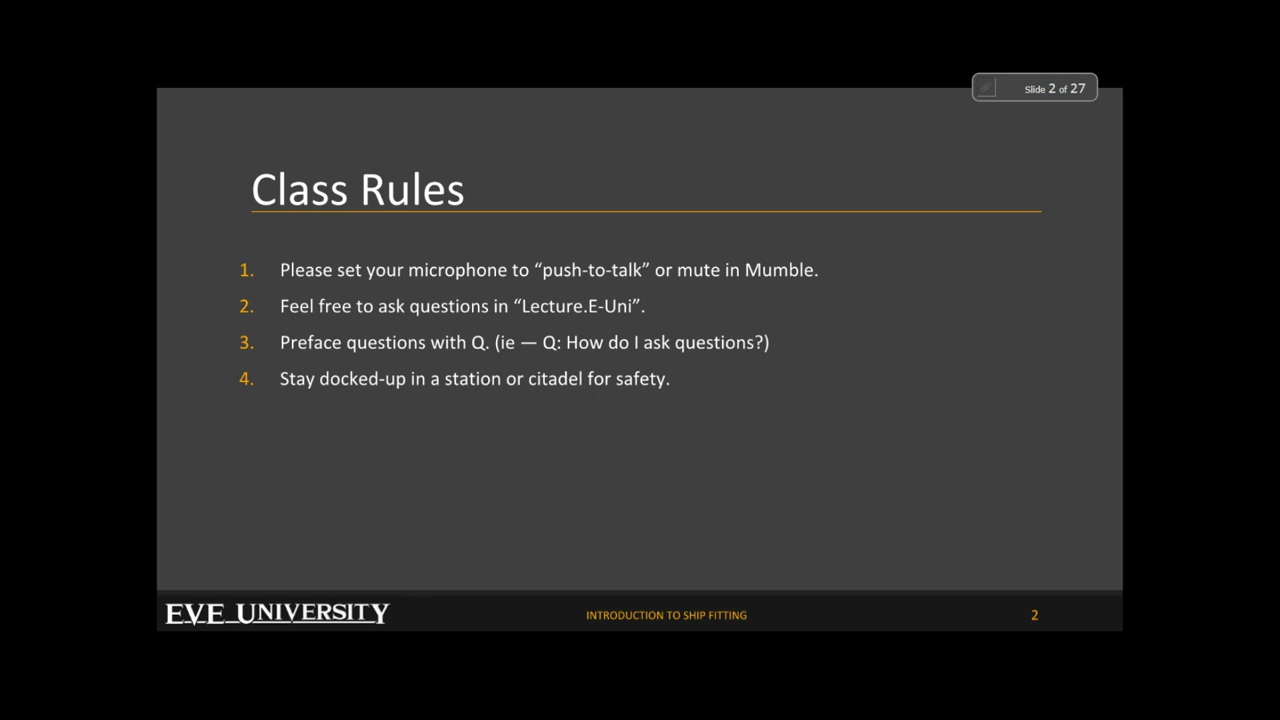 Slide 2 of 27
Class Rules
1. Please set your microphone to “push-to-talk” or mute in Mumble.
2. Feel free to ask questions in “Lecture.E-Uni”.
3. Preface questions with Q. (ie — Q: How do I ask questions?)
4. Stay docked-up in a station or citadel for safety.
EVE UNIVERSITY
INTRODUCTION TO SHIP FITTING
2